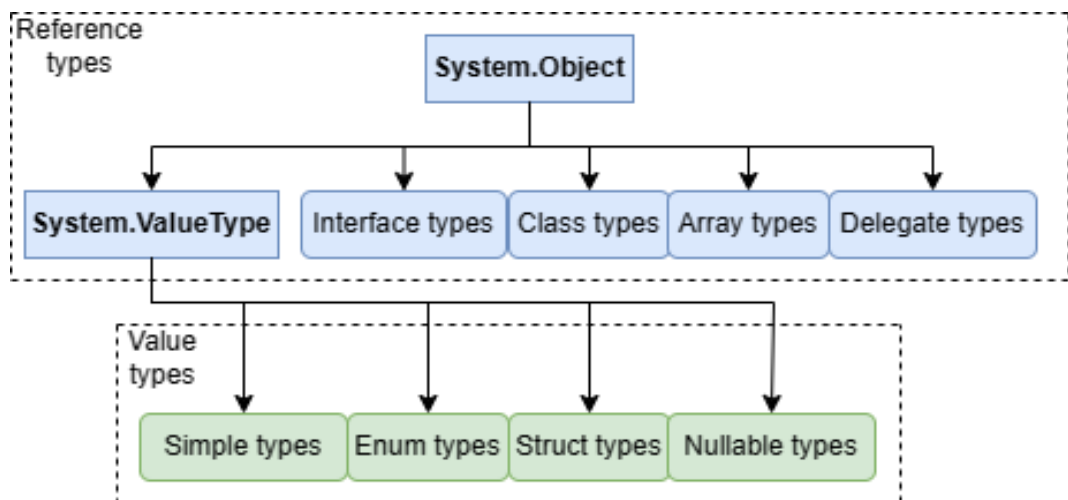 Reference
types
System.Object
System.ValueType
Interface types
Class types
Array types
Delegate types
Value
types
Simple types
Enum types
Struct types
Nullable types